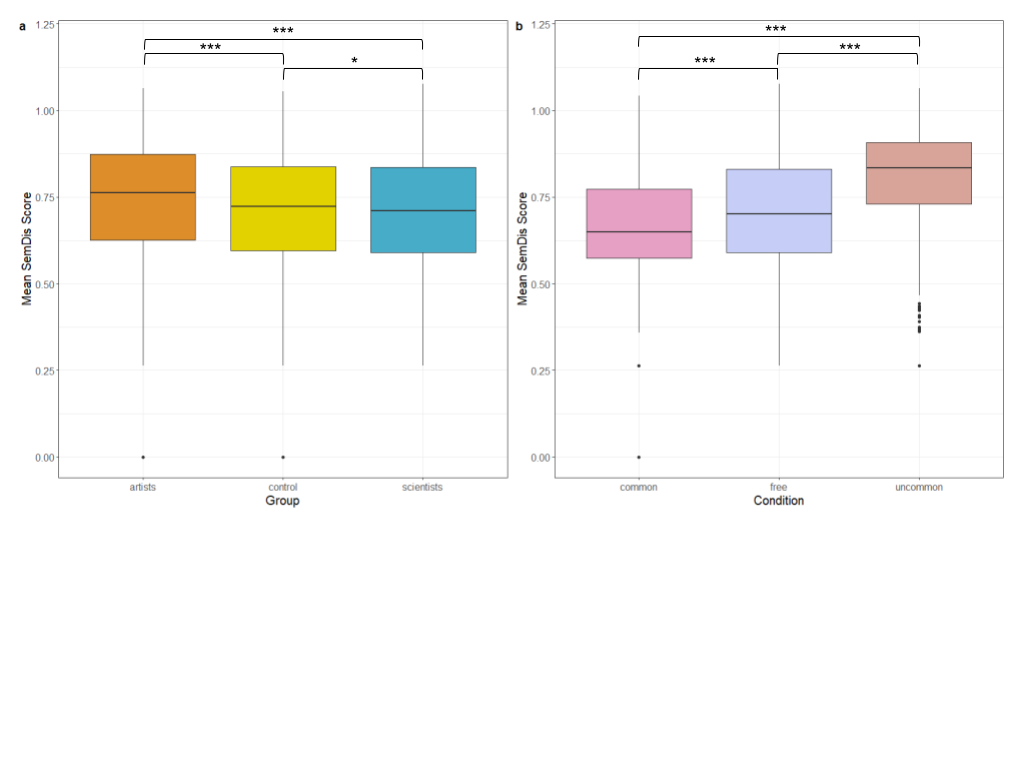 a
Mean SemDis Score
1.25
1.00
0.75
0.50
0.25
0.00
***
***
*
artists
control
scientists
Group
b
Mean SemDis Score
1.25
1.00
0.75
0.50
0.25
0.00
***
***
***
common
free
uncommon
Condition